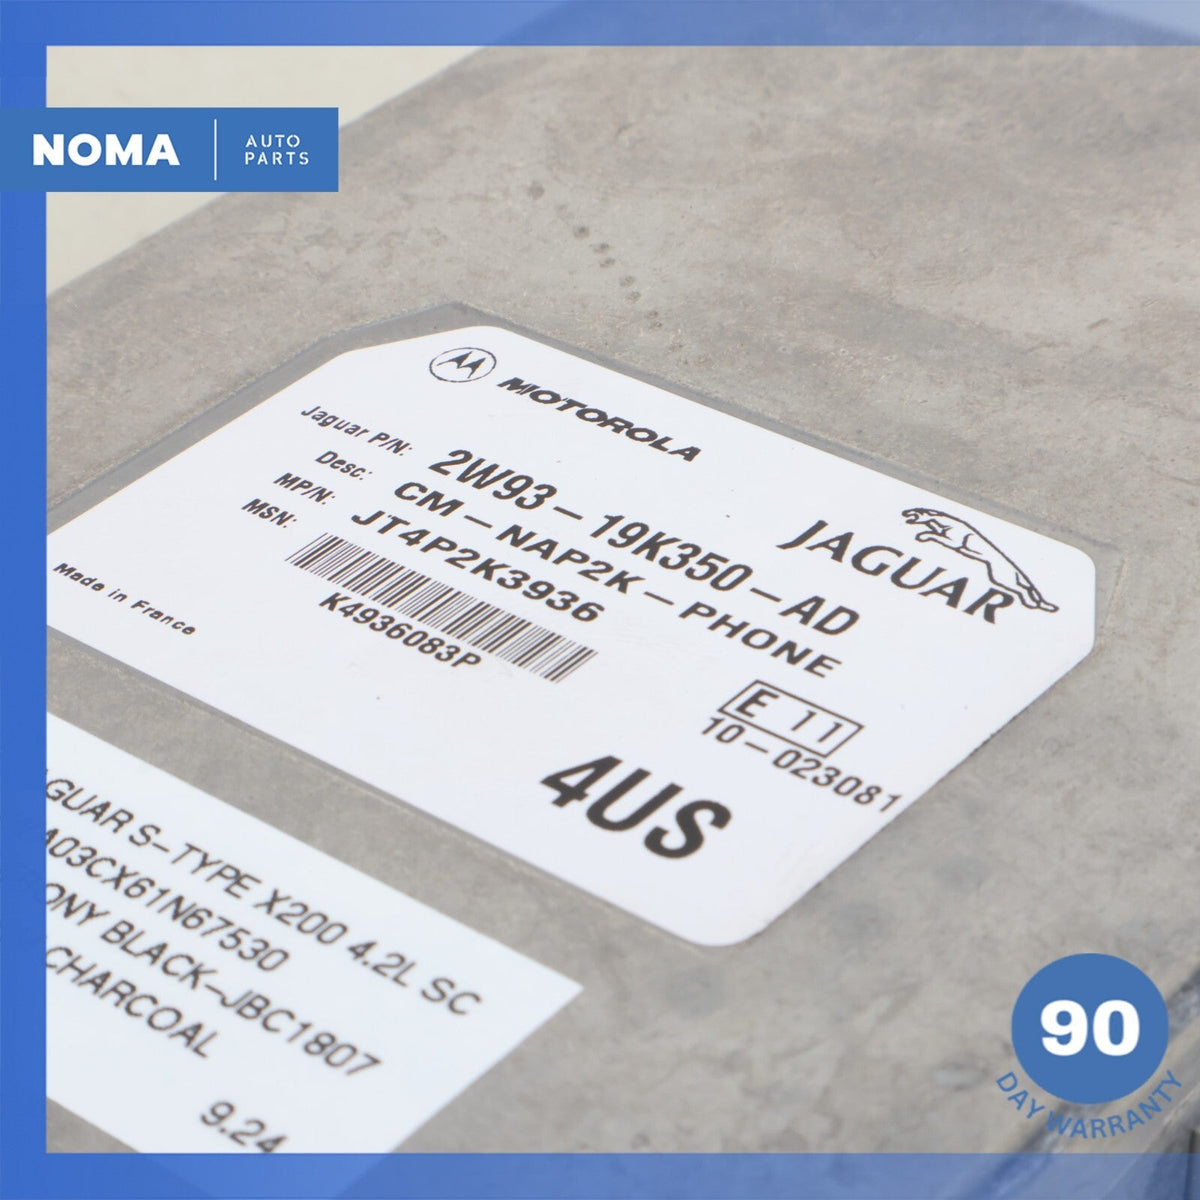 NOMA
AUTO
PARTS
MOTOROLA
Jaguar P/N: 2W93-19K350-AD
Desc: CM-NAP2K-PHONE
MP/N: JT4P2K3936
MSN:
K4936083P
Made in France
JAGUAR
E 11
10-023081
4US
GUAR S-TYPE X200 4.2L SC
A03CX61N67530
ONY BLACK-JBC1807
CHARCOAL
9.24
90
DAY WARRANTY